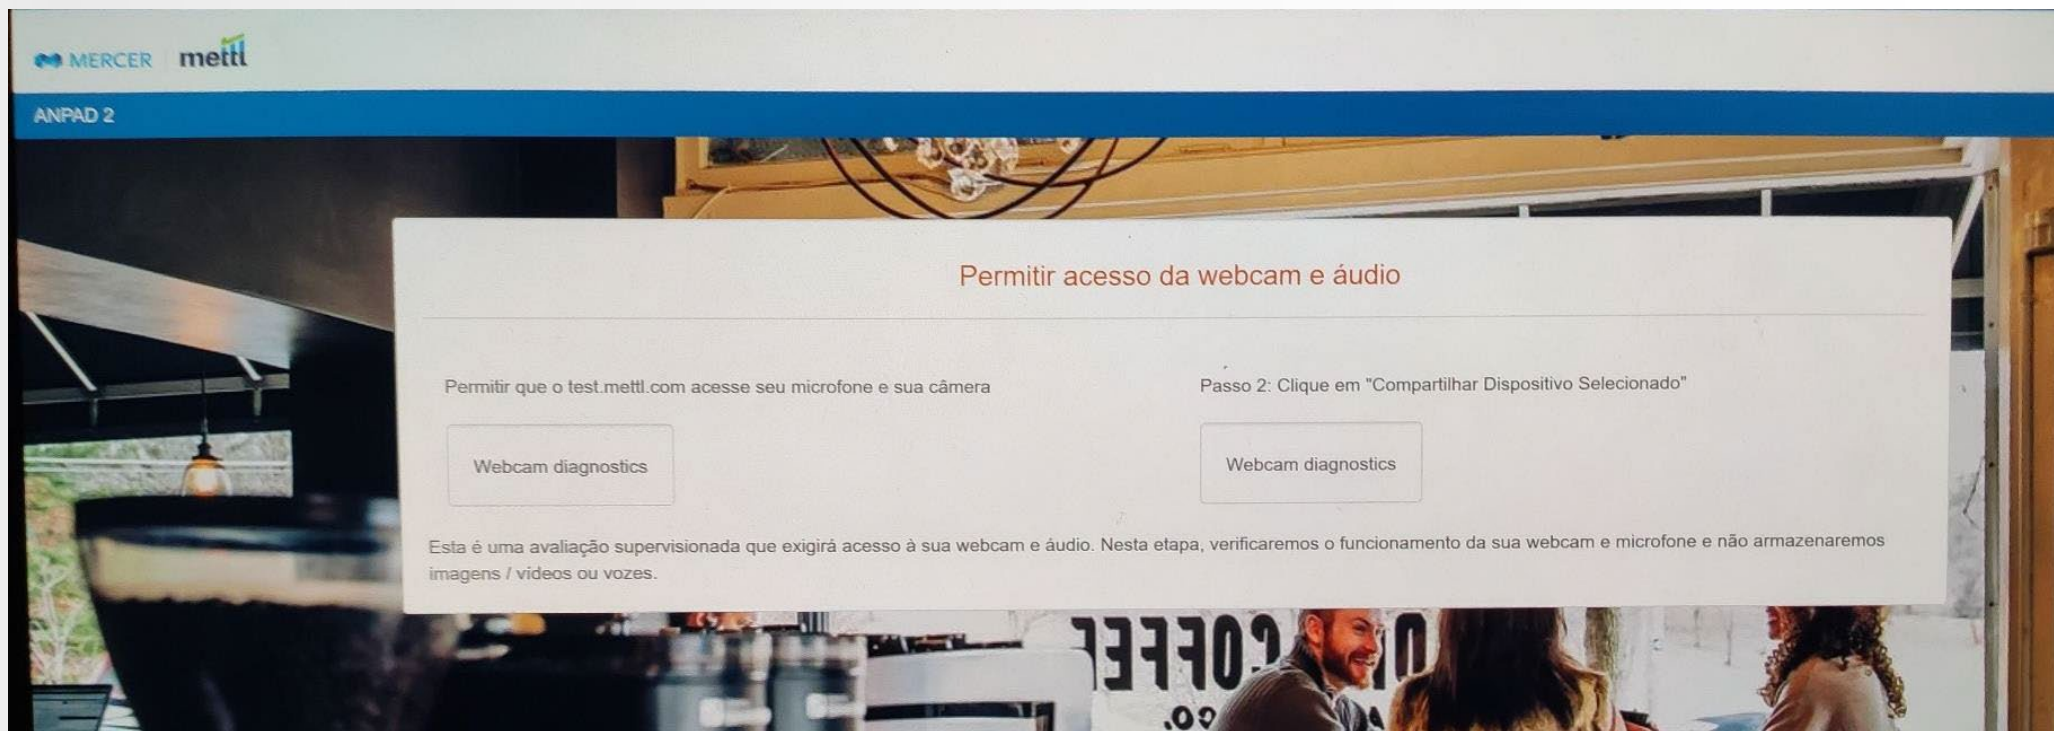 MERCER mettl
ANPAD 2
Permitir acesso da webcam e áudio
Permitir que o test.mettl.com acesse seu microfone e sua câmera
Webcam diagnostics
Passo 2: Clique em "Compartilhar Dispositivo Selecionado"
Webcam diagnostics
Esta é uma avaliação supervisionada que exigirá acesso à sua webcam e áudio. Nesta etapa, verificaremos o funcionamento da sua webcam e microfone e não armazenaremos
imagens / vídeos ou vozes.
COFFEE
CO.